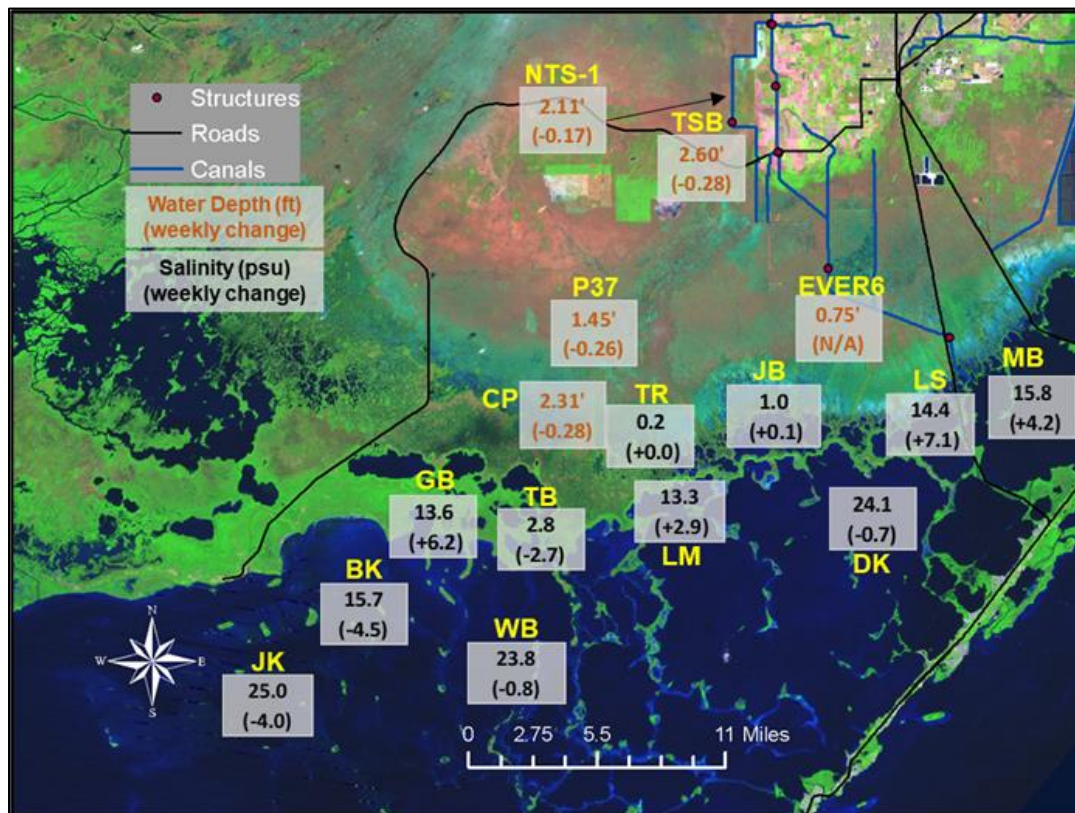 NTS-1
2.11'
(-0.17)
TSB
2.60'
(-0.28)
Structures
Roads
Canals
Water Depth (ft)
(weekly change)
Salinity (psu)
(weekly change)
P37
1.45'
(-0.26)
EVER6
0.75'
(N/A)
CP
2.31'
(-0.28)
TR
0.2
(+0.0)
JB
1.0
(+0.1)
LS
14.4
(+7.1)
MB
15.8
(+4.2)
GB
13.6
(+6.2)
TB
2.8
(-2.7)
13.3
(+2.9)
LM
24.1
(-0.7)
DK
BK
15.7
(-4.5)
WB
23.8
(-0.8)
JK
25.0
(-4.0)
N
W E
S
0 2.75 5.5 11 Miles